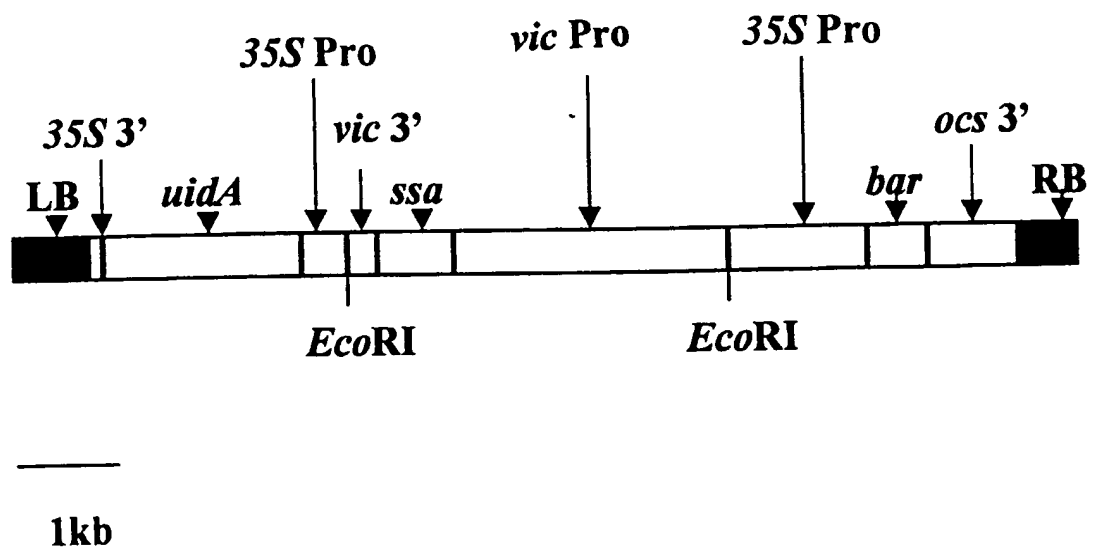 35S Pro
vic Pro
35S Pro
35S 3’
vic 3’
ocs 3’
LB
uidA
ssa
bar
RB
EcoRI
EcoRI
1kb